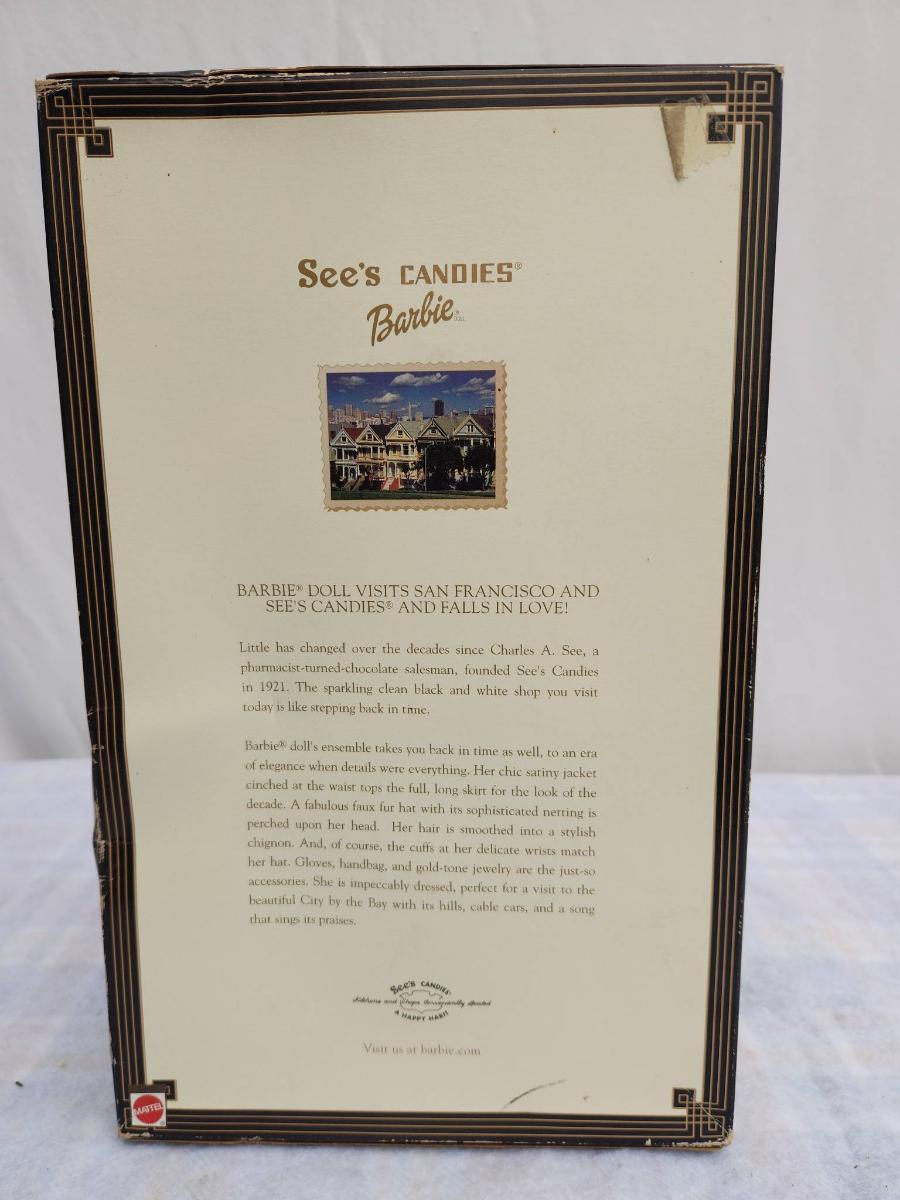 See's CANDIES®
Barbie® DOLL
BARBIE® DOLL VISITS SAN FRANCISCO AND
SEE'S CANDIES® AND FALLS IN LOVE!
Little has changed over the decades since Charles A. See, a
pharmacist-turned-chocolate salesman, founded See's Candies
in 1921. The sparkling clean black and white shop you visit
today is like stepping back in time.
Barbie® doll's ensemble takes you back in time as well, to an era
of elegance when details were everything. Her chic satiny jacket
cinched at the waist tops the full, long skirt for the look of the
decade. A fabulous faux fur hat with its sophisticated netting is
perched upon her head. Her hair is smoothed into a stylish
chignon. And, of course, the cuffs at her delicate wrists match
her hat. Gloves, handbag, and gold-tone jewelry are the just-so
accessories. She is impeccably dressed, perfect for a visit to the
beautiful City by the Bay with its hills, cable cars, and a song
that sings its praises.
See's CANDIES®
Kitchens and Shops Conveniently Located
A HAPPY HABIT
Visit us at barbie.com
MATTEL®